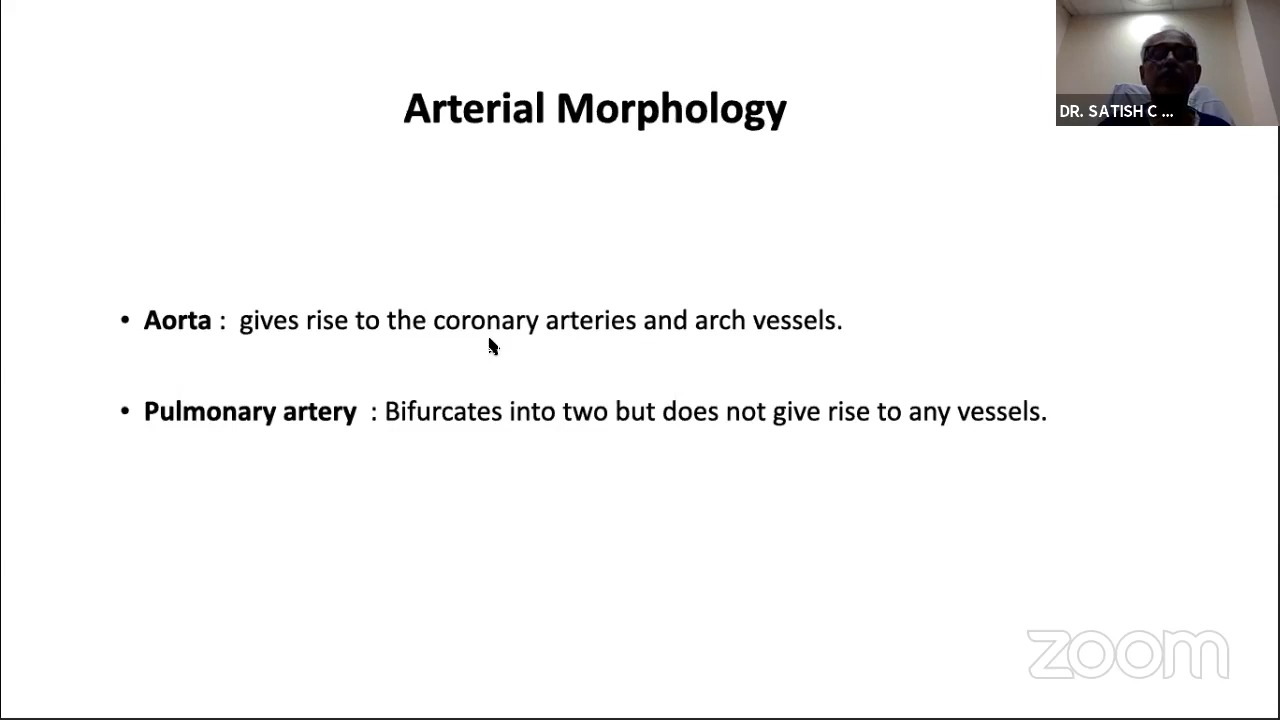 Arterial Morphology
DR. SATISH C ...
• Aorta : gives rise to the coronary arteries and arch vessels.
• Pulmonary artery : Bifurcates into two but does not give rise to any vessels.
zoom